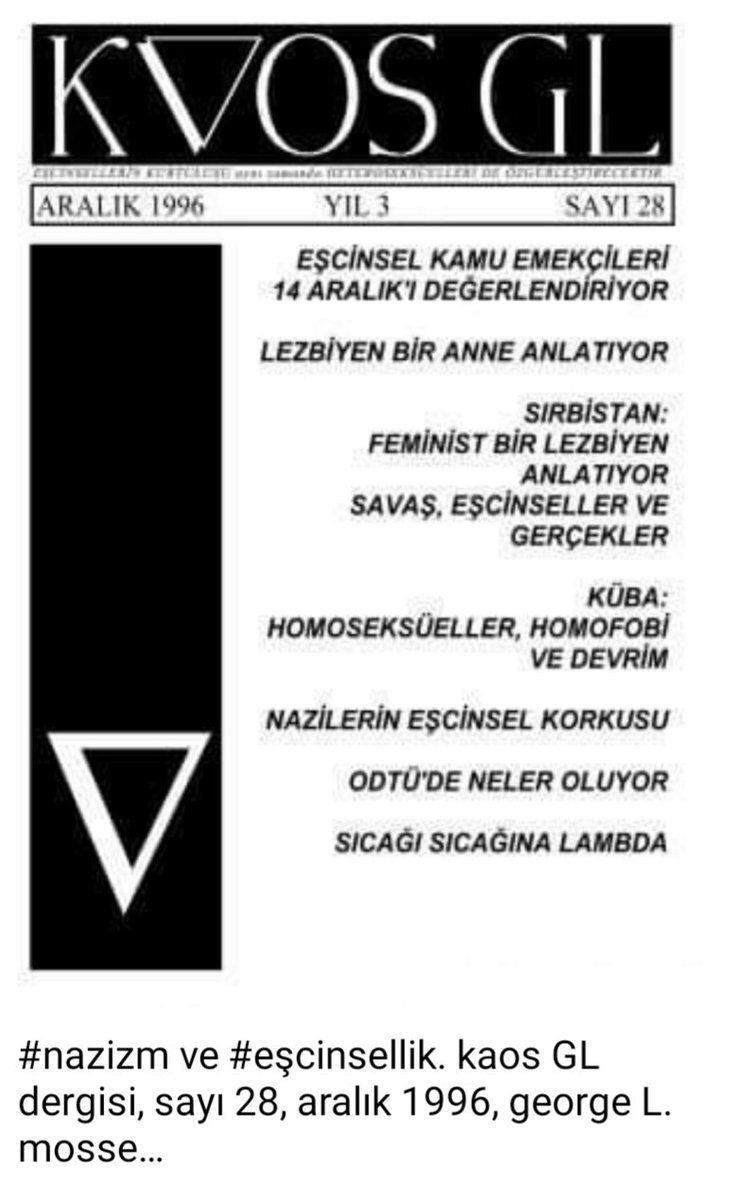 KAOS GL
EŞCİNSELLERİN KURTULUŞU aynı zamanda HETEROSEKSÜELLERİ DE ÖZGÜRLEŞTİRECEKTİR
ARALIK 1996 YIL 3 SAYI 28
EŞCİNSEL KAMU EMEKÇİLERİ
14 ARALIK'I DEĞERLENDİRİYOR
LEZBİYEN BİR ANNE ANLATIYOR
SIRBİSTAN:
FEMİNİST BİR LEZBİYEN
ANLATIYOR
SAVAŞ, EŞCİNSELLER VE
GERÇEKLER
KÜBA:
HOMOSEKSÜELLER, HOMOFOBİ
VE DEVRİM
NAZİLERİN EŞCİNSEL KORKUSU
ODTÜ'DE NELER OLUYOR
SICAĞI SICAĞINA LAMBDA
#nazizm ve #eşcinsellik. kaos GL
dergisi, sayı 28, aralık 1996, george L.
mosse...